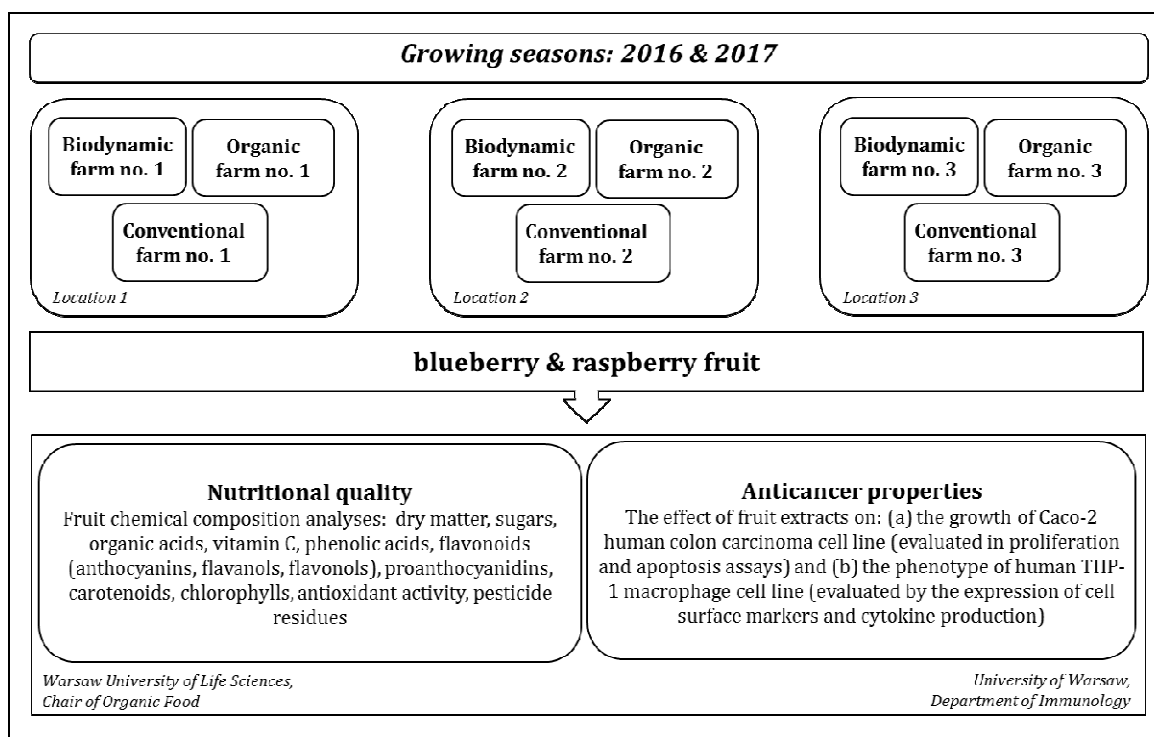 Growing seasons: 2016 & 2017
Biodynamic
farm no. 1
Organic
farm no. 1
Conventional
farm no. 1
Location 1
Biodynamic
farm no. 2
Organic
farm no. 2
Conventional
farm no. 2
Location 2
Biodynamic
farm no. 3
Organic
farm no. 3
Conventional
farm no. 3
Location 3
blueberry & raspberry fruit
Nutritional quality
Fruit chemical composition analyses: dry matter, sugars,
organic acids, vitamin C, phenolic acids, flavonoids
(anthocyanins, flavanols, flavonols), proanthocyanidins,
carotenoids, chlorophylls, antioxidant activity, pesticide
residues
Warsaw University of Life Sciences,
Chair of Organic Food
Anticancer properties
The effect of fruit extracts on: (a) the growth of Caco-2
human colon carcinoma cell line (evaluated in proliferation
and apoptosis assays) and (b) the phenotype of human THP-
1 macrophage cell line (evaluated by the expression of cell
surface markers and cytokine production)
University of Warsaw,
Department of Immunology